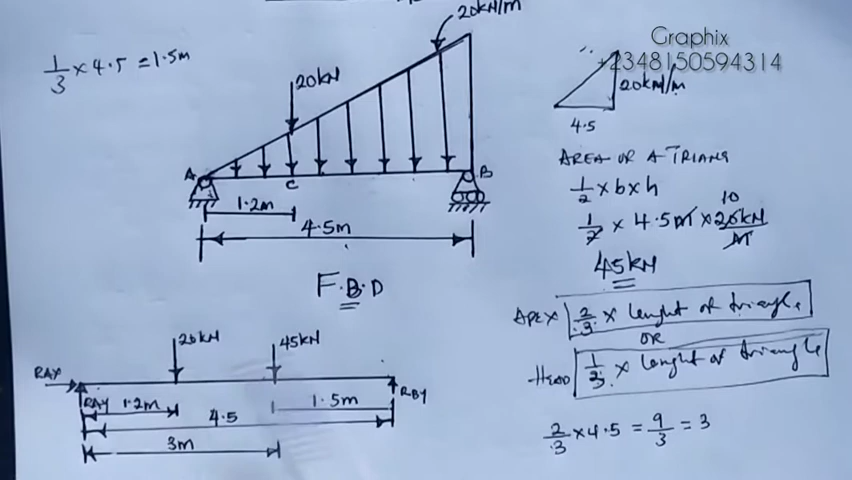 20kN/m
1/3 × 4.5 = 1.5m
20kN
A
B
C
1.2m
4.5m
F.B.D
20kN
45kN
RAX
RAY
1.2m
1.5m
RBY
4.5
3m
Graphix
+2348150594314
20kN/m
4.5
AREA OF A TRIANG
1/2 × b × h
10
1/2 × 4.5m × 20kN/m
45kN
APEX 2/3 × lenght of triangle
OR
HEAD 1/3 × lenght of triangle
2/3 × 4.5 = 9/3 = 3